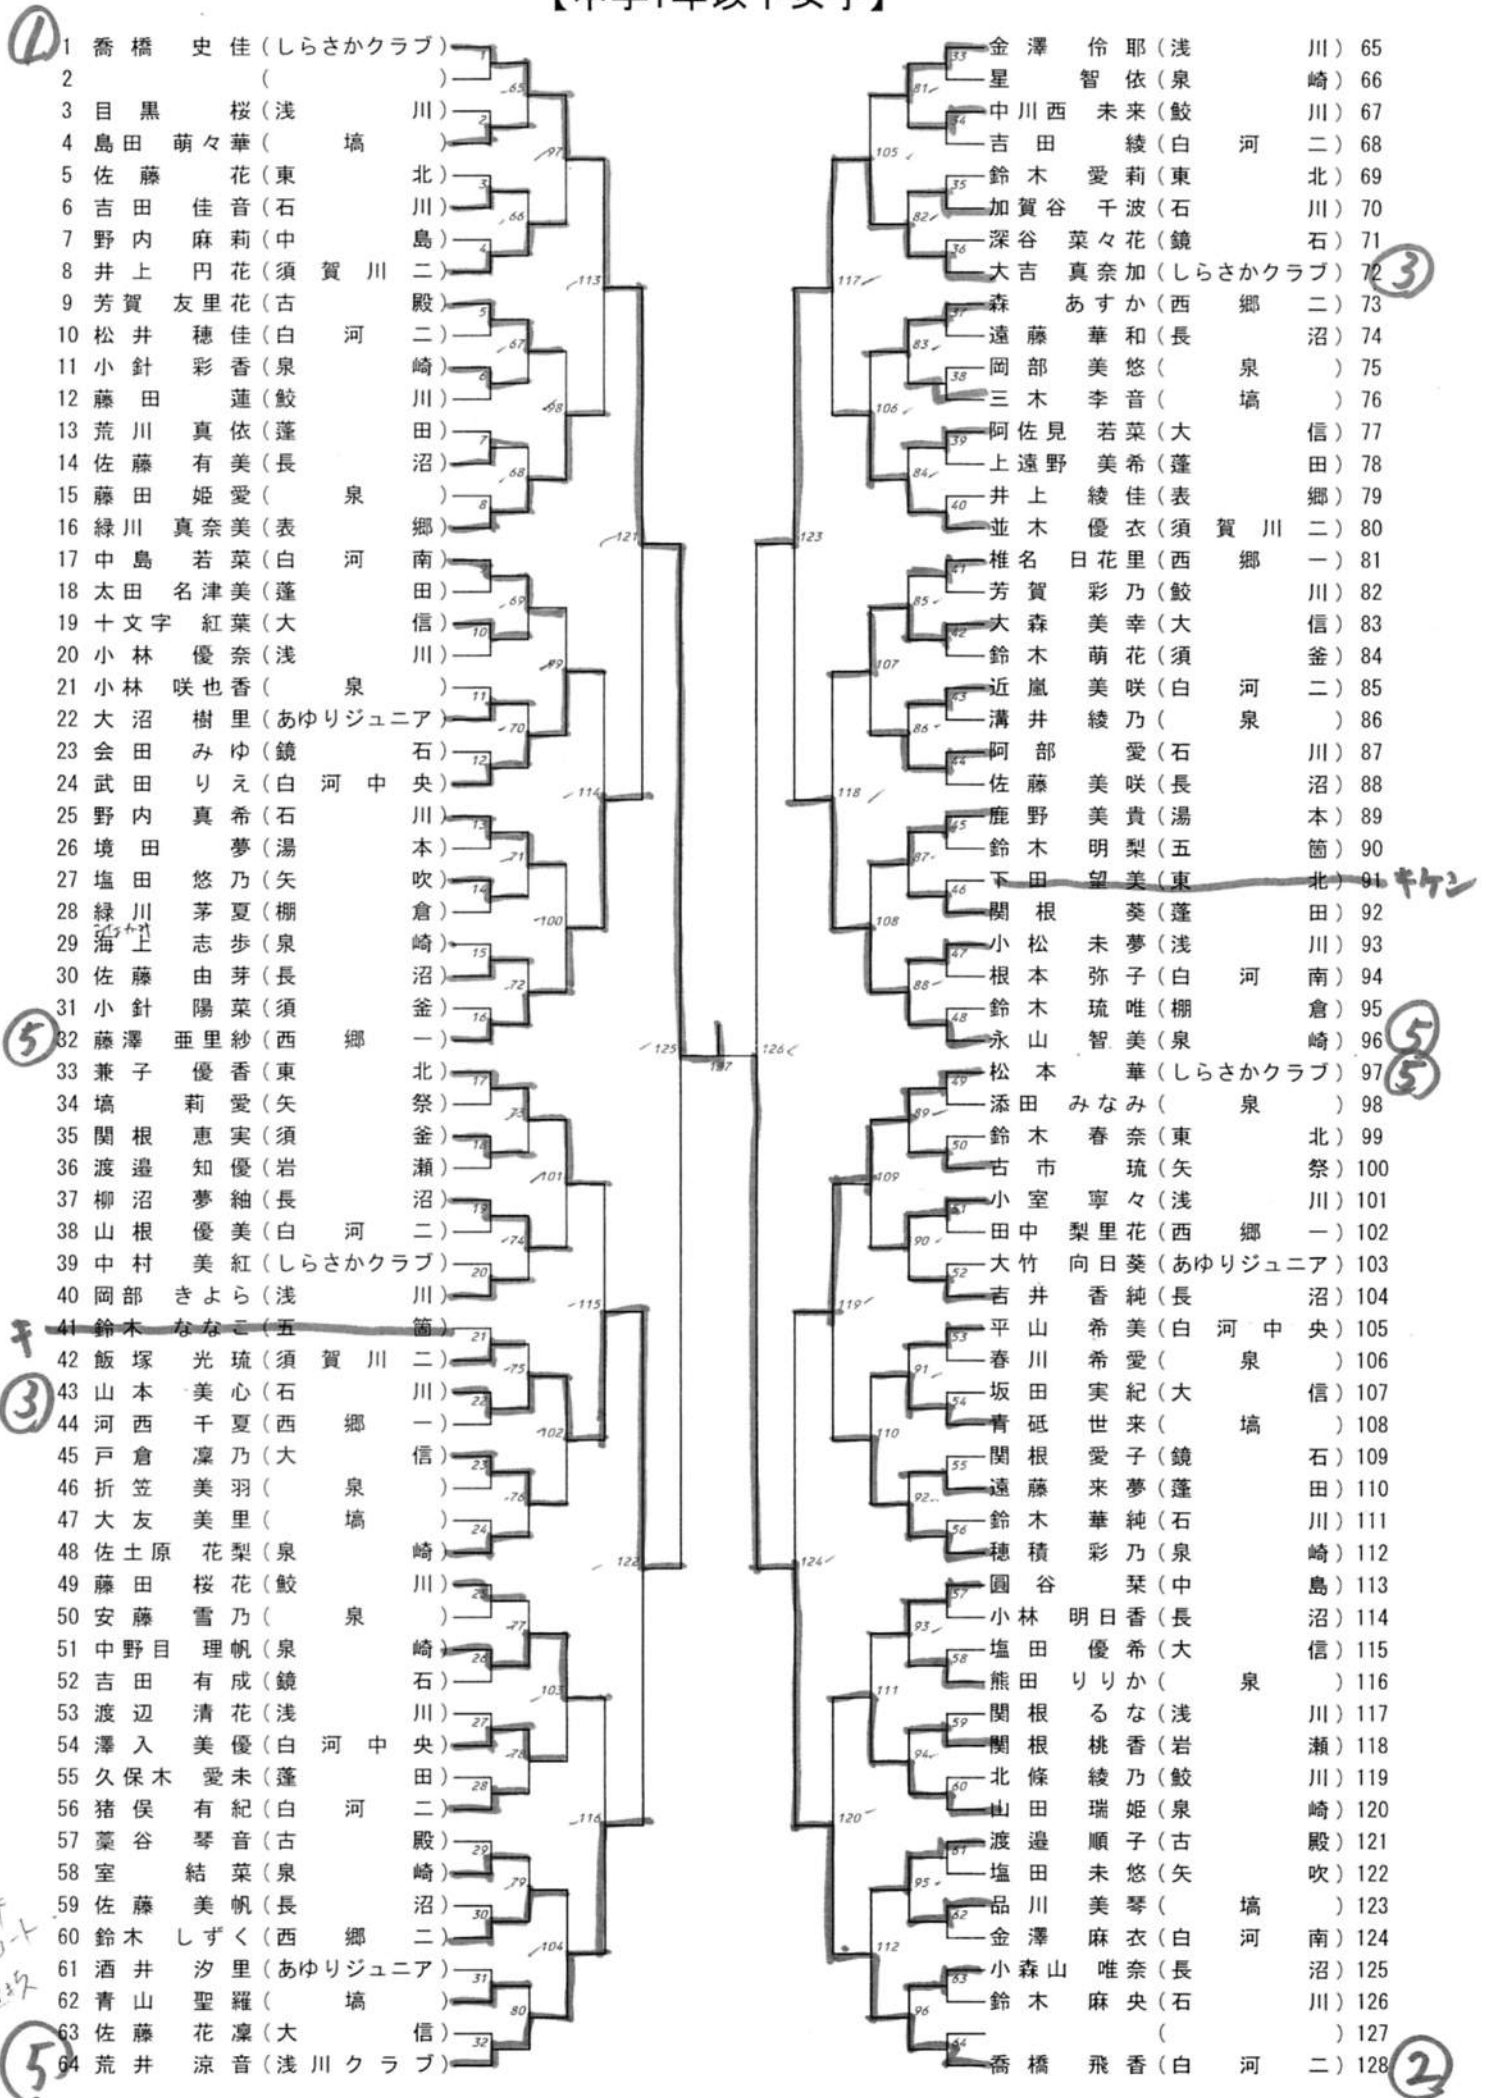 ① 1 喬橋 史佳(しらさかクラブ)
2 ( )
3 目黒 桜(浅川)
4 島田 萌々華(塙)
5 佐藤 花(東北)
6 吉田 佳音(石川)
7 野内 麻莉(中島)
8 井上 円花(須賀川二)
9 芳賀 友里花(古殿)
10 松井 穂佳(白河二)
11 小針 彩香(泉崎)
12 藤田 蓮(鮫川)
13 荒川 真依(蓬田)
14 佐藤 有美(長沼)
15 藤田 姫愛(泉)
16 緑川 真奈美(表郷)
17 中島 若菜(白河南)
18 太田 名津美(蓬田)
19 十文字 紅葉(大信)
20 小林 優奈(浅川)
21 小林 咲也香(泉)
22 大沼 樹里(あゆりジュニア)
23 会田 みゆ(鏡石)
24 武田 りえ(白河中央)
25 野内 真希(石川)
26 境田 夢(湯本)
27 塩田 悠乃(矢吹)
28 緑川 茅夏(棚倉)
29 海上 志歩(泉崎)
30 佐藤 由芽(長沼)
31 小針 陽菜(須釜)
⑤ 32 藤澤 亜里紗(西郷一)
33 兼子 優香(東北)
34 塙 莉愛(矢祭)
35 関根 恵実(須釜)
36 渡邉 知優(岩瀬)
37 柳沼 夢紬(長沼)
38 山根 優美(白河二)
39 中村 美紅(しらさかクラブ)
40 岡部 きよら(浅川)
キ 41 鈴木 ななこ(五箇)
42 飯塚 光琉(須賀川二)
③ 43 山本 美心(石川)
44 河西 千夏(西郷一)
45 戸倉 凜乃(大信)
46 折笠 美羽(泉)
47 大友 美里(塙)
48 佐土原 花梨(泉崎)
49 藤田 桜花(鮫川)
50 安藤 雪乃(泉)
51 中野目 理帆(泉崎)
52 吉田 有成(鏡石)
53 渡辺 清花(浅川)
54 澤入 美優(白河中央)
55 久保木 愛未(蓬田)
56 猪俣 有紀(白河二)
57 藁谷 琴音(古殿)
58 室 結菜(泉崎)
59 佐藤 美帆(長沼)
60 鈴木 しずく(西郷二)
61 酒井 汐里(あゆりジュニア)
62 青山 聖羅(塙)
63 佐藤 花凜(大信)
⑤ 64 荒井 涼音(浅川クラブ)
金澤 伶耶(浅川) 65
星 智依(泉崎) 66
中川西 未来(鮫川) 67
吉田 綾(白河二) 68
鈴木 愛莉(東北) 69
加賀谷 千波(石川) 70
深谷 菜々花(鏡石) 71
大吉 真奈加(しらさかクラブ) 72 ③
森 あすか(西郷二) 73
遠藤 華和(長沼) 74
岡部 美悠(泉) 75
三木 李音(塙) 76
阿佐見 若菜(大信) 77
上遠野 美希(蓬田) 78
井上 綾佳(表郷) 79
並木 優衣(須賀川二) 80
椎名 日花里(西郷一) 81
芳賀 彩乃(鮫川) 82
大森 美幸(大信) 83
鈴木 萌花(須釜) 84
近嵐 美咲(白河二) 85
溝井 綾乃(泉) 86
阿部 愛(石川) 87
佐藤 美咲(長沼) 88
鹿野 美貴(湯本) 89
鈴木 明梨(五箇) 90
下田 望美(東北) 91 キケン
関根 葵(蓬田) 92
小松 未夢(浅川) 93
根本 弥子(白河南) 94
鈴木 琉唯(棚倉) 95
永山 智美(泉崎) 96 ⑤
松本 華(しらさかクラブ) 97 ⑤
添田 みなみ(泉) 98
鈴木 春奈(東北) 99
古市 琉(矢祭) 100
小室 寧々(浅川) 101
田中 梨里花(西郷一) 102
大竹 向日葵(あゆりジュニア) 103
吉井 香純(長沼) 104
平山 希美(白河中央) 105
春川 希愛(泉) 106
坂田 実紀(大信) 107
青砥 世来(塙) 108
関根 愛子(鏡石) 109
遠藤 来夢(蓬田) 110
鈴木 華純(石川) 111
穂積 彩乃(泉崎) 112
圓谷 栞(中島) 113
小林 明日香(長沼) 114
塩田 優希(大信) 115
熊田 りりか(泉) 116
関根 るな(浅川) 117
関根 桃香(岩瀬) 118
北條 綾乃(鮫川) 119
山田 瑞姫(泉崎) 120
渡邉 順子(古殿) 121
塩田 未悠(矢吹) 122
品川 美琴(塙) 123
金澤 麻衣(白河南) 124
小森山 唯奈(長沼) 125
鈴木 麻央(石川) 126
( ) 127
喬橋 飛香(白河二) 128 ②